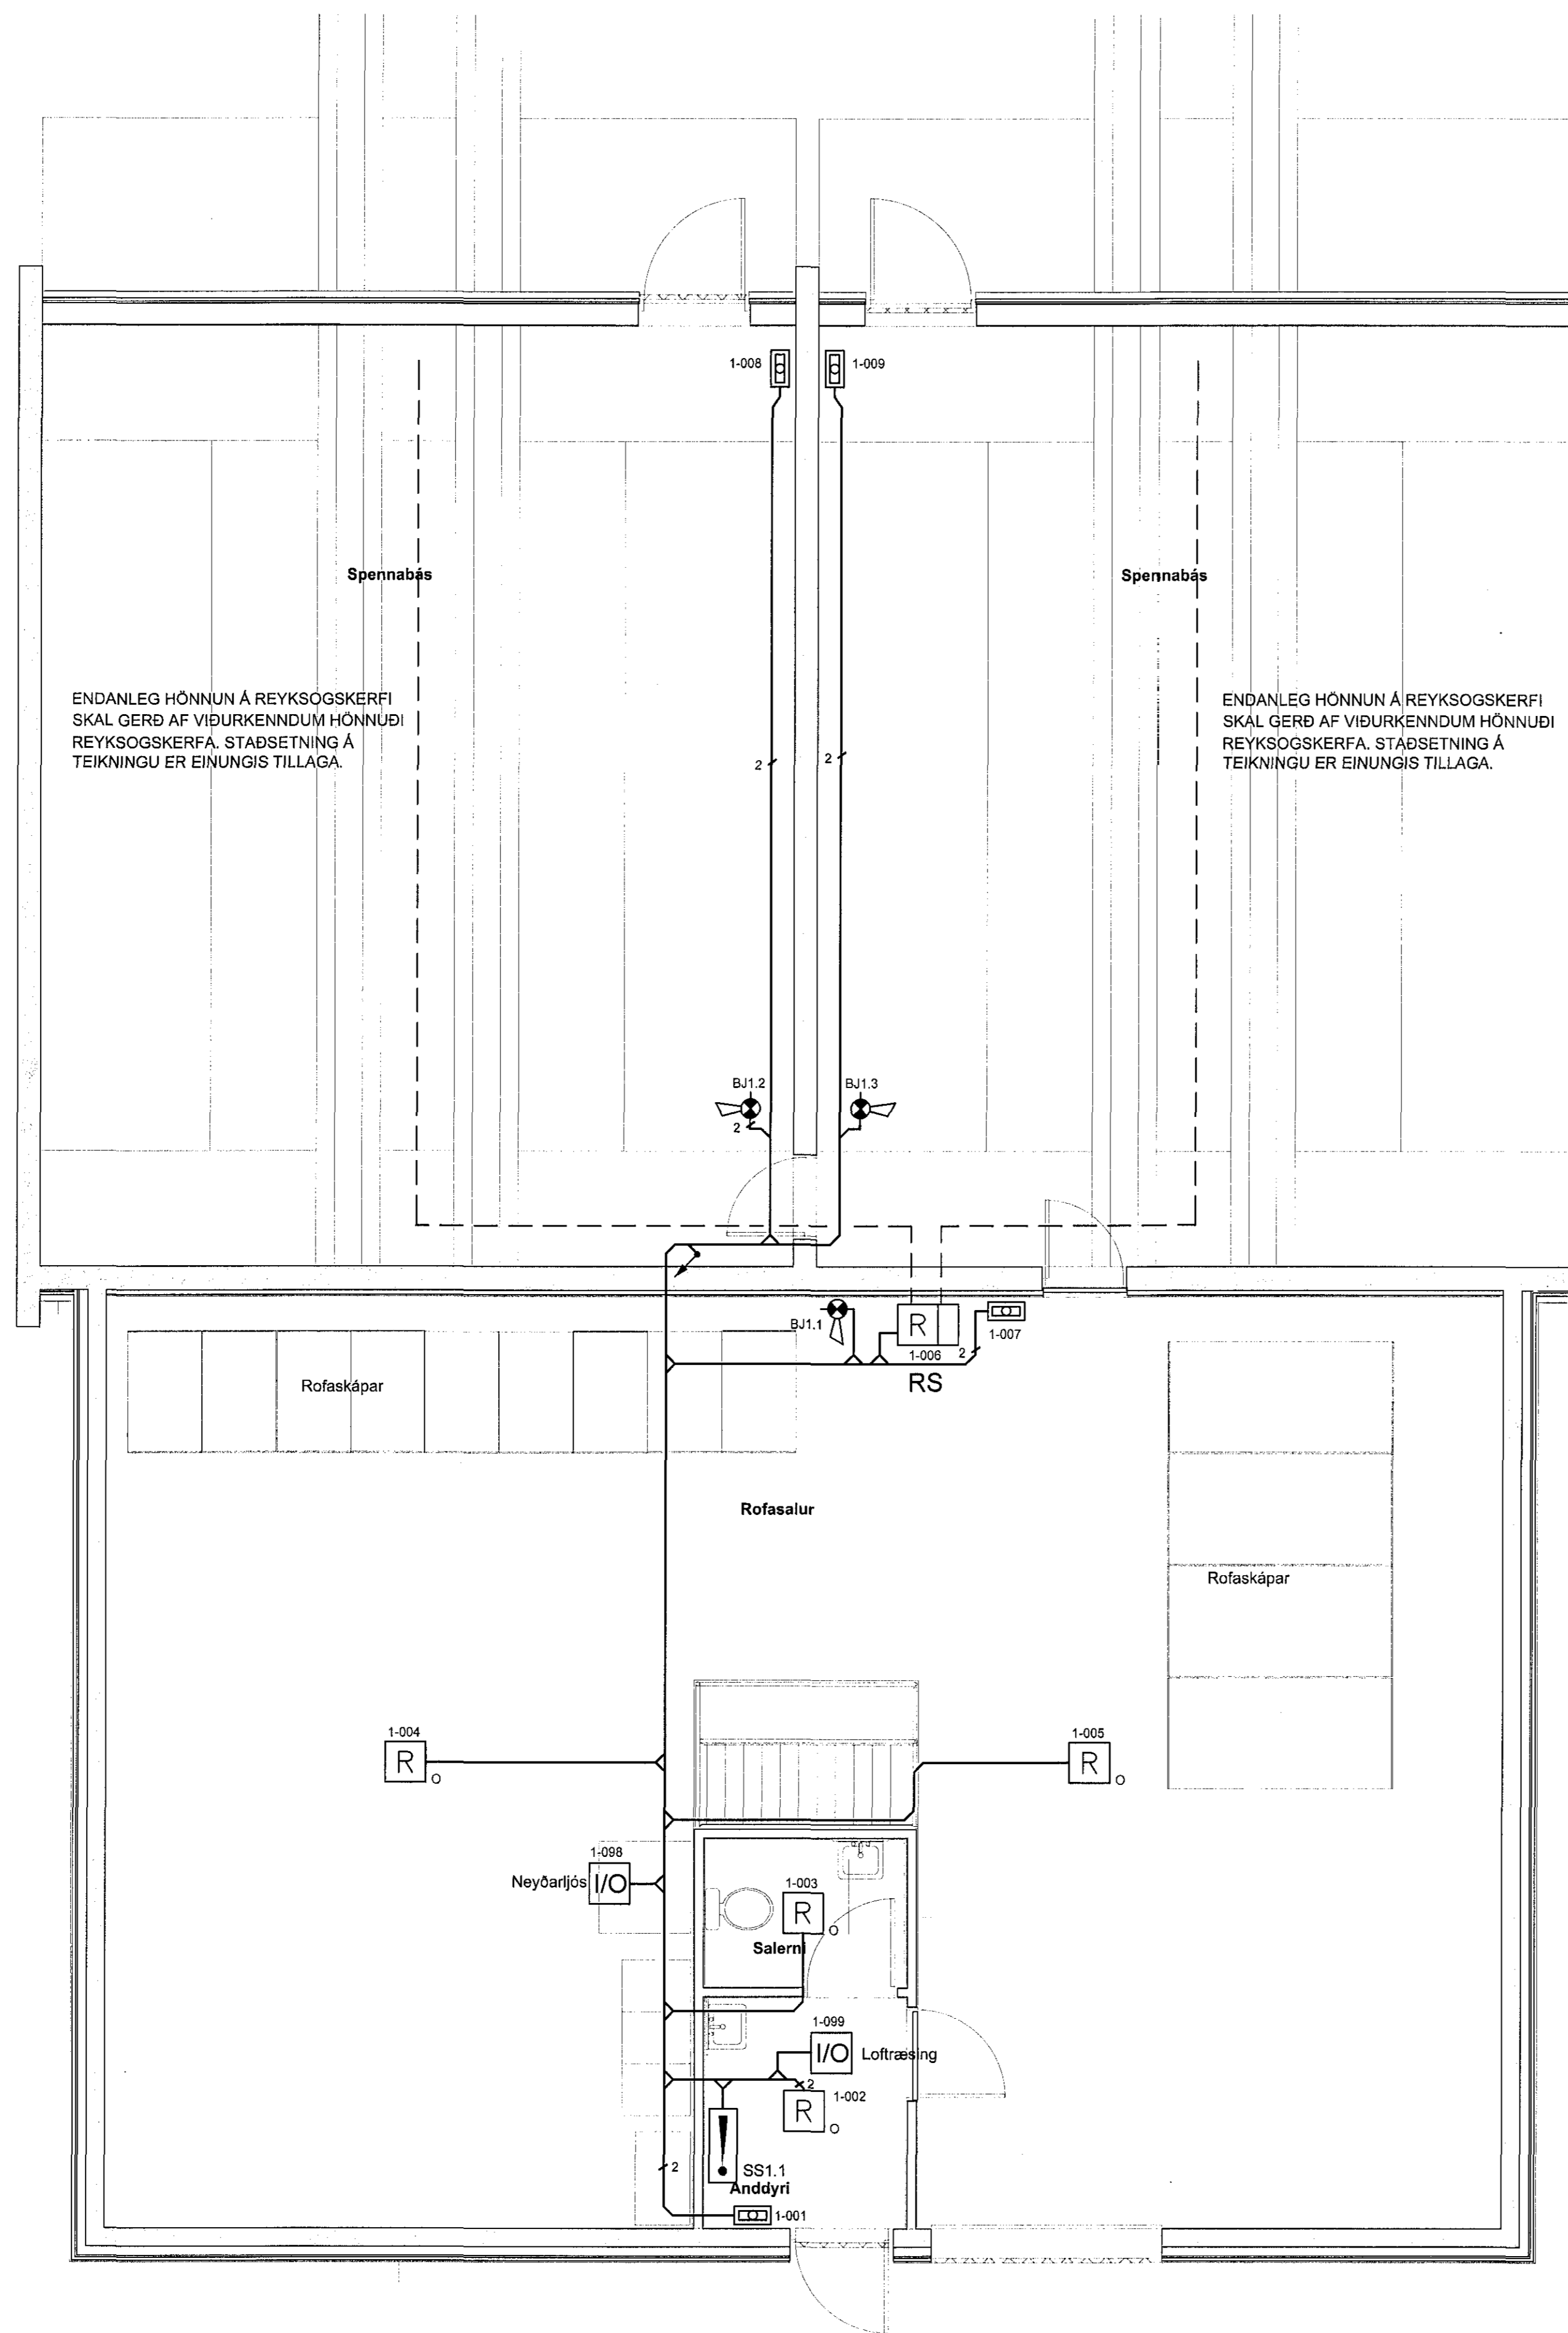 1-008
1-009
Spennabás
Spennabás
ENDANLEG HÖNNUN Á REYKSOGSKERFI
SKAL GERÐ AF VIÐURKENNDUM HÖNNUÐI
REYKSOGSKERFA. STAÐSETNING Á
TEIKNINGU ER EINUNGIS TILLAGA.
ENDANLEG HÖNNUN Á REYKSOGSKERFI
SKAL GERÐ AF VIÐURKENNDUM HÖNNUÐI
REYKSOGSKERFA. STAÐSETNING Á
TEIKNINGU ER EINUNGIS TILLAGA.
2
2
BJ1.2
BJ1.3
2
BJ1.1
R
1-006
2
1-007
RS
Rofaskápar
Rofasalur
Rofaskápar
1-004
R
O
1-005
R
O
1-098
Neyðarljós
I/O
1-003
R
O
Salerni
1-099
I/O
Loftræsing
2
1-002
R
O
2
SS1.1
Anddyri
1-001